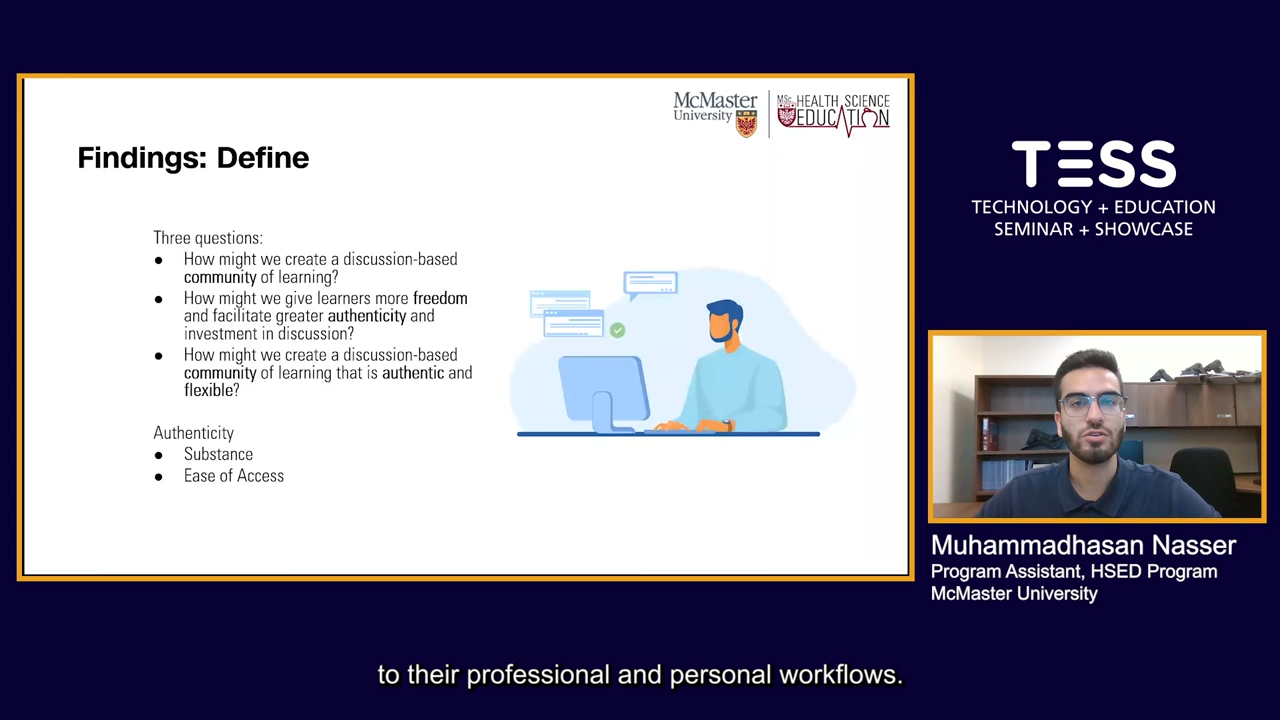 McMaster
University
MSc HEALTH SCIENCE
EDUCATION
Findings: Define
Three questions:
● How might we create a discussion-based
community of learning?
● How might we give learners more freedom
and facilitate greater authenticity and
investment in discussion?
● How might we create a discussion-based
community of learning that is authentic and
flexible?
Authenticity
● Substance
● Ease of Access
TESS
TECHNOLOGY + EDUCATION
SEMINAR + SHOWCASE
Muhammadhasan Nasser
Program Assistant, HSED Program
McMaster University
to their professional and personal workflows.